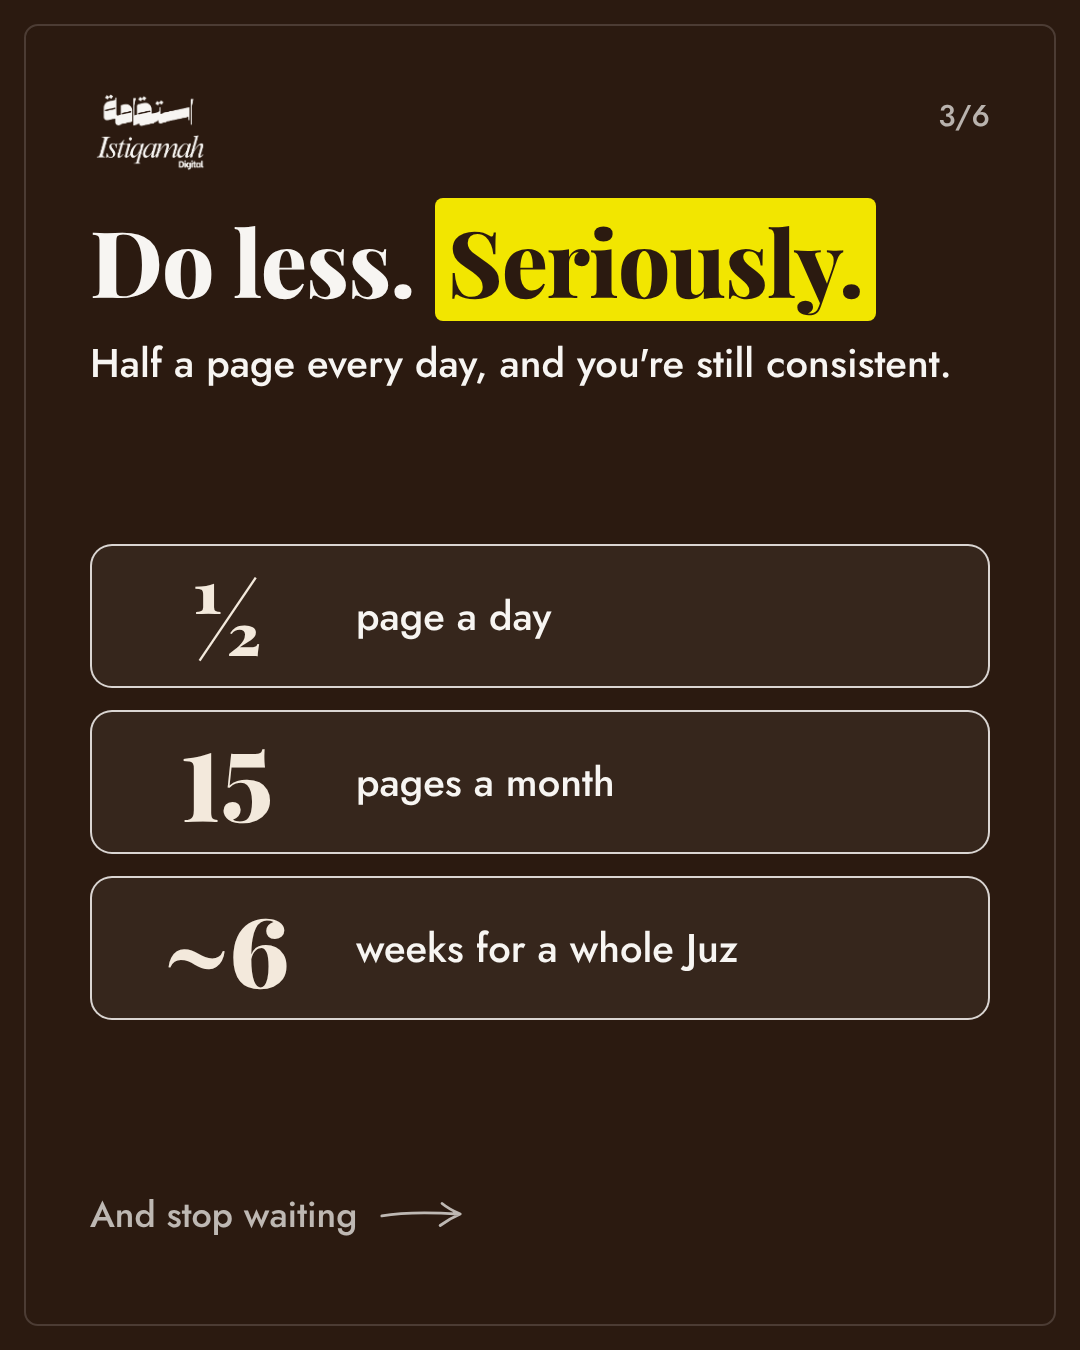 استقامة
Istiqamah
Digital
3/6
Do less. Seriously.
Half a page every day, and you're still consistent.
½
page a day
15
pages a month
~6
weeks for a whole Juz
And stop waiting